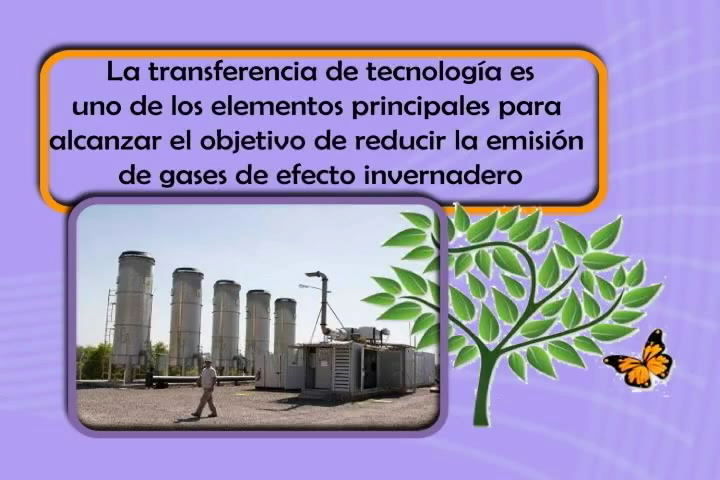 La transferencia de tecnología es
uno de los elementos principales para
alcanzar el objetivo de reducir la emisión
de gases de efecto invernadero